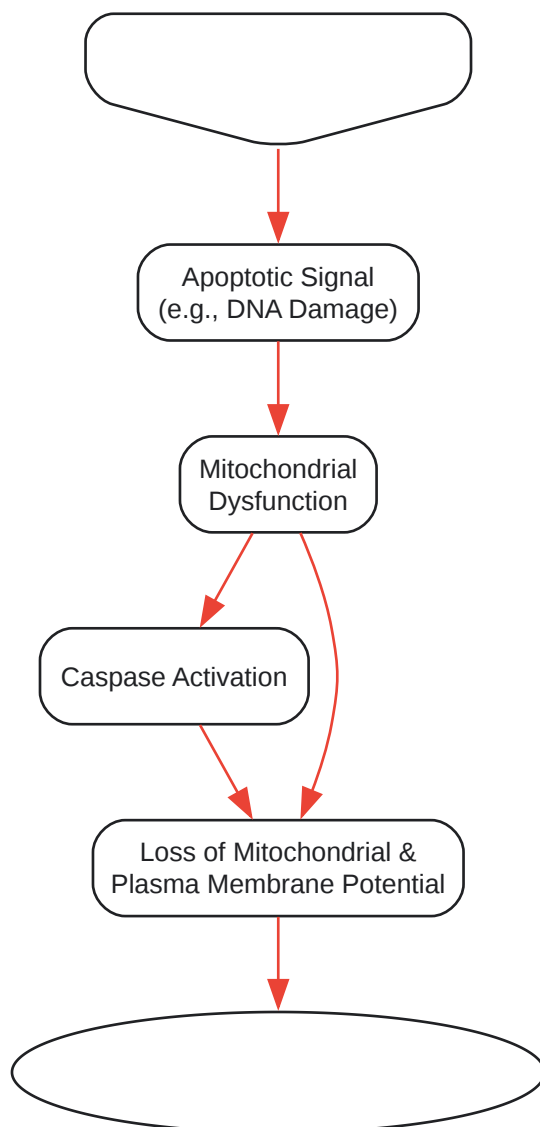 Apoptotic Signal
(e.g., DNA Damage)
Mitochondrial
Dysfunction
Caspase Activation
Loss of Mitochondrial &
Plasma Membrane Potential